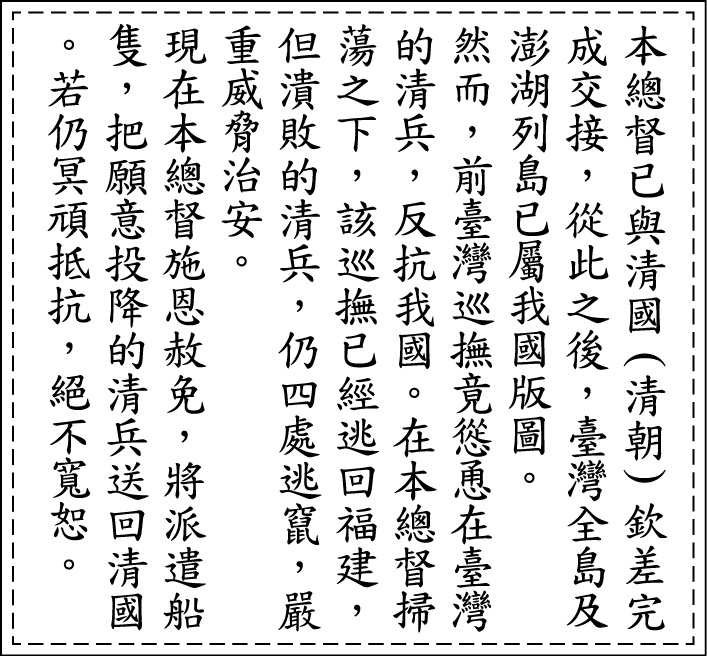 本總督已與清國(清朝)欽差完
成交接，從此之後，臺灣全島及
澎湖列島已屬我國版圖。
然而，前臺灣巡撫竟慫恿在臺灣
的清兵，反抗我國。在本總督掃
蕩之下，該巡撫已經逃回福建，
但潰敗的清兵，仍四處逃竄，嚴
重威脅治安。
現在本總督施恩赦免，將派遣船
隻，把願意投降的清兵送回清國
。若仍冥頑抵抗，絕不寬恕。